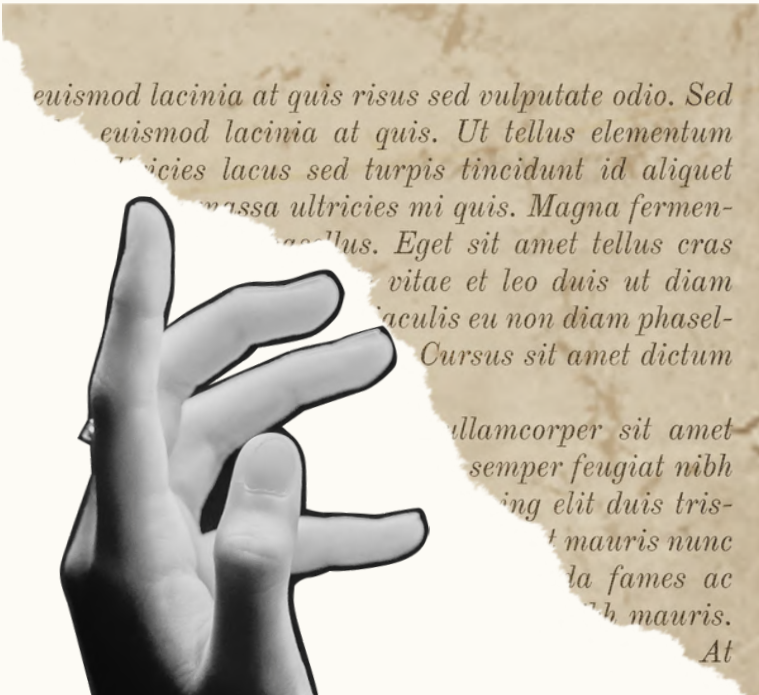 euismod lacinia at quis risus sed vulputate odio. Sed
euismod lacinia at quis. Ut tellus elementum
lacus sed turpis tincidunt id aliquet
ultricies mi quis. Magna fermen-
Eget sit amet tellus cras
vitae et leo duis ut diam
iaculis eu non diam phasel-
Cursus sit amet dictum
ullamcorper sit amet
semper feugiat nibh
elit duis tris-
mauris nunc
fames ac
mauris.
At